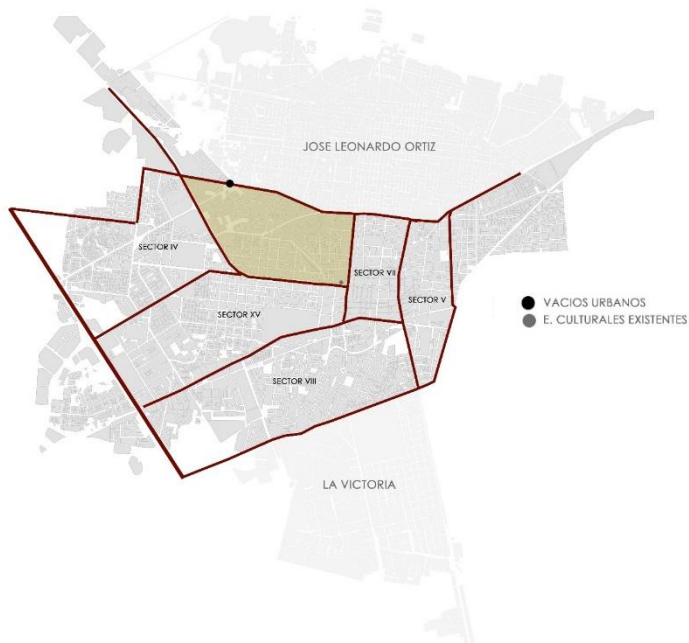 JOSE LEONARDO ORTIZ
SECTOR IV
SECTOR VII
SECTOR V
SECTOR XV
VACIOS URBANOS
E. CULTURALES EXISTENTES
SECTOR VIII
LA VICTORIA